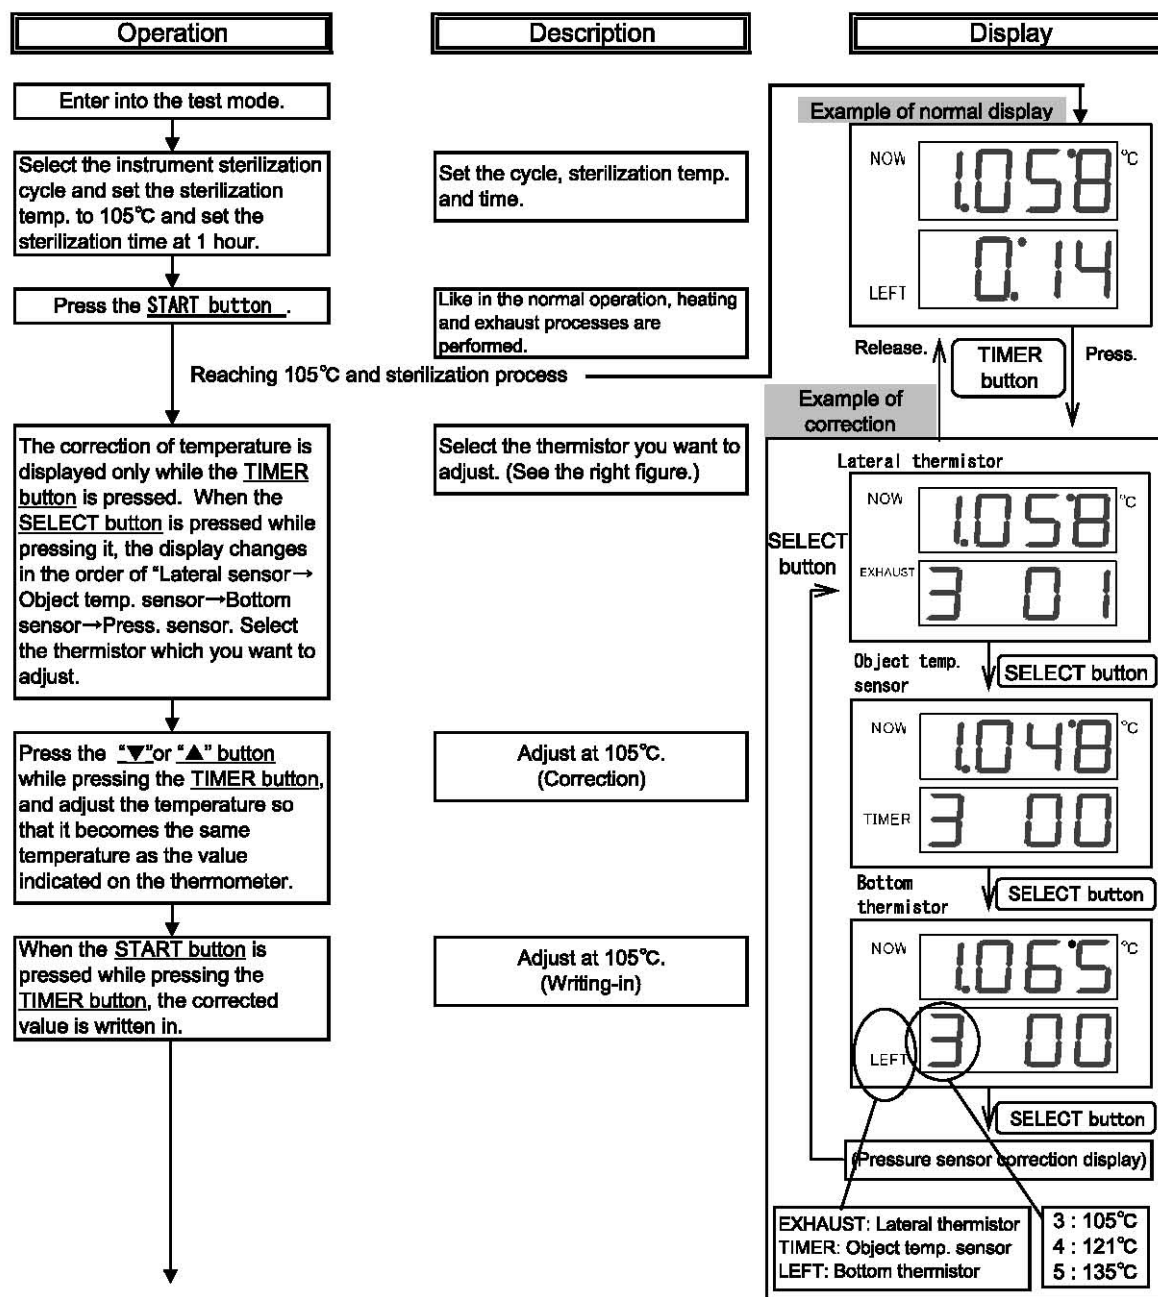 Operation
Description
Display
Enter into the test mode.
Select the instrument sterilization
cycle and set the sterilization
temp. to 105℃ and set the
sterilization time at 1 hour.
Set the cycle, sterilization temp.
and time.
Press the START button .
Like in the normal operation, heating
and exhaust processes are
performed.
Reaching 105℃ and sterilization process
The correction of temperature is
displayed only while the TIMER
button is pressed. When the
SELECT button is pressed while
pressing it, the display changes
in the order of “Lateral sensor→
Object temp. sensor→Bottom
sensor→Press. sensor. Select
the thermistor which you want to
adjust.
Select the thermistor you want to
adjust. (See the right figure.)
Press the “▼”or “▲” button
while pressing the TIMER button,
and adjust the temperature so
that it becomes the same
temperature as the value
indicated on the thermometer.
Adjust at 105℃.
(Correction)
When the START button is
pressed while pressing the
TIMER button, the corrected
value is written in.
Adjust at 105℃.
(Writing-in)
Example of normal display
NOW 1.05°8 ℃
LEFT 0:14
Release.
TIMER
button
Press.
Example of
correction
Lateral thermistor
NOW 1.05°8 ℃
SELECT
button
EXHAUST 3 01
Object temp.
sensor
SELECT button
NOW 1.04°8 ℃
TIMER 3 00
Bottom
thermistor
SELECT button
NOW 1.06°5 ℃
LEFT 3 00
SELECT button
(Pressure sensor correction display)
EXHAUST: Lateral thermistor
TIMER: Object temp. sensor
LEFT: Bottom thermistor
3 : 105℃
4 : 121℃
5 : 135℃